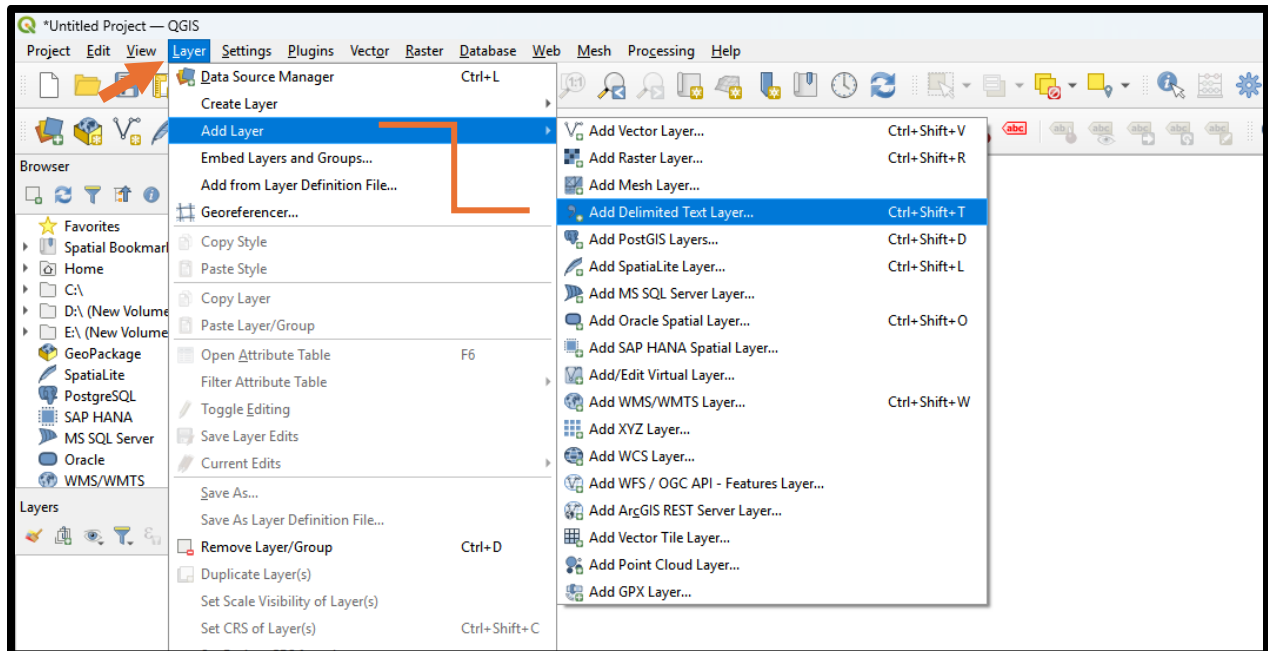 *Untitled Project — QGIS
Project Edit View Layer Settings Plugins Vector Raster Database Web Mesh Processing Help
Data Source Manager Ctrl+L
Create Layer
Add Layer
Embed Layers and Groups...
Add from Layer Definition File...
Georeferencer...
Copy Style
Paste Style
Copy Layer
Paste Layer/Group
Open Attribute Table F6
Filter Attribute Table
Toggle Editing
Save Layer Edits
Current Edits
Save As...
Save As Layer Definition File...
Remove Layer/Group Ctrl+D
Duplicate Layer(s)
Set Scale Visibility of Layer(s)
Set CRS of Layer(s) Ctrl+Shift+C
Add Vector Layer... Ctrl+Shift+V
Add Raster Layer... Ctrl+Shift+R
Add Mesh Layer...
Add Delimited Text Layer... Ctrl+Shift+T
Add PostGIS Layers... Ctrl+Shift+D
Add SpatiaLite Layer... Ctrl+Shift+L
Add MS SQL Server Layer...
Add Oracle Spatial Layer... Ctrl+Shift+O
Add SAP HANA Spatial Layer...
Add/Edit Virtual Layer...
Add WMS/WMTS Layer... Ctrl+Shift+W
Add XYZ Layer...
Add WCS Layer...
Add WFS / OGC API - Features Layer...
Add ArcGIS REST Server Layer...
Add Vector Tile Layer...
Add Point Cloud Layer...
Add GPX Layer...
abc abc abc abc abc abc
Browser
Favorites
Spatial Bookmar
Home
C:\
D:\ (New Volume
E:\ (New Volume
GeoPackage
SpatiaLite
PostgreSQL
SAP HANA
MS SQL Server
Oracle
WMS/WMTS
Layers